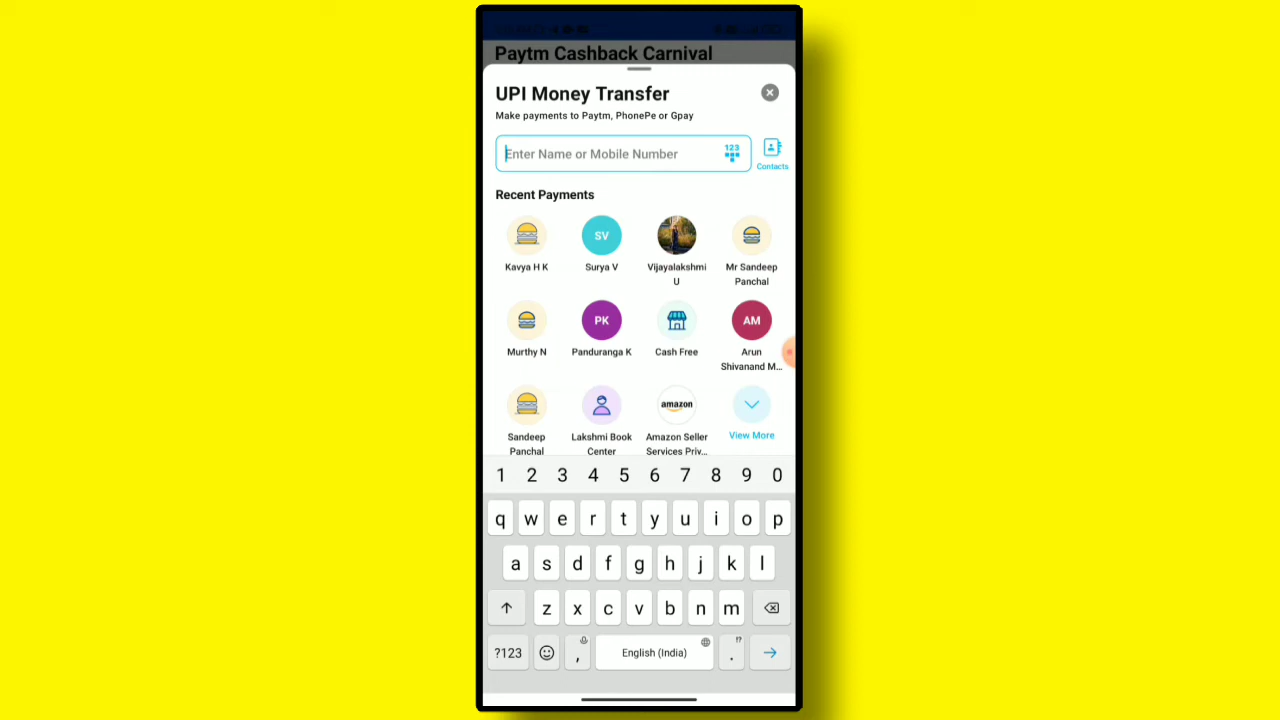 Paytm Cashback Carnival
UPI Money Transfer
Make payments to Paytm, PhonePe or Gpay
Enter Name or Mobile Number
123
Contacts
Recent Payments
SV
Kavya H K
Surya V
Vijayalakshmi
U
Mr Sandeep
Panchal
PK
AM
Murthy N
Panduranga K
Cash Free
Arun
Shivanand M...
amazon
Sandeep
Panchal
Lakshmi Book
Center
Amazon Seller
Services Priv...
View More
1 2 3 4 5 6 7 8 9 0
q w e r t y u i o p
a s d f g h j k l
z x c v b n m
?123 , English (India) . !?